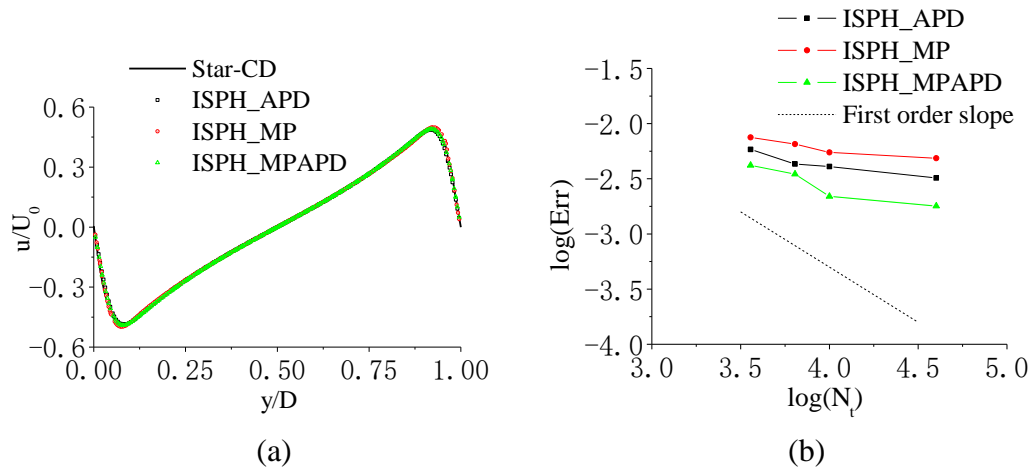 Star-CD
ISPH_APD
ISPH_MP
ISPH_MPAPD
0.6
0.3
0.0
−0.3
−0.6
u/U0
0.00 0.25 0.50 0.75 1.00
y/D
(a)
ISPH_APD
ISPH_MP
ISPH_MPAPD
First order slope
−1.5
−2.0
−2.5
−3.0
−3.5
−4.0
log(Err)
3.0 3.5 4.0 4.5 5.0
log(Nt)
(b)